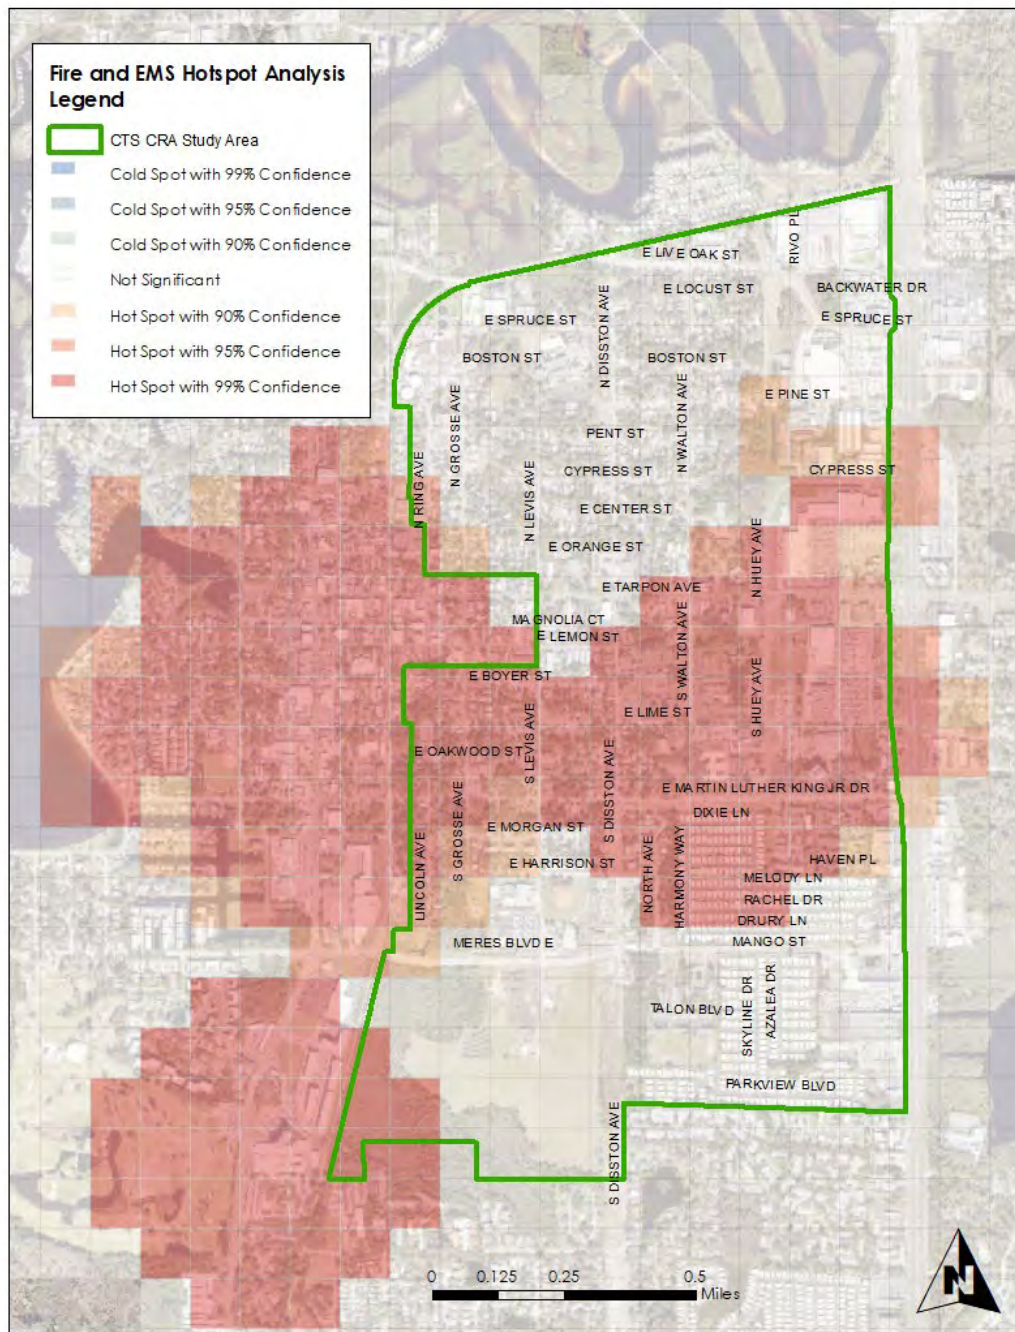 Fire and EMS Hotspot Analysis
Legend
CTS CRA Study Area
Cold Spot with 99% Confidence
Cold Spot with 95% Confidence
Cold Spot with 90% Confidence
Not Significant
Hot Spot with 90% Confidence
Hot Spot with 95% Confidence
Hot Spot with 99% Confidence
RIVO PL
E LIVE OAK ST
E LOCUST ST
BACKWATER DR
E SPRUCE ST
E SPRUCE ST
N DISSTON AVE
BOSTON ST
BOSTON ST
E PINE ST
N GROSSE AVE
N WALTON AVE
PENT ST
CYPRESS ST
CYPRESS ST
N RING AVE
N LEVIS AVE
E CENTER ST
E ORANGE ST
N HUEY AVE
E TARPON AVE
MAGNOLIA CT
E LEMON ST
S WALTON AVE
E BOYER ST
S HUEY AVE
E LIME ST
S LEVIS AVE
E OAKWOOD ST
S DISSTON AVE
E MARTIN LUTHER KING JR DR
DIXIE LN
S GROSSE AVE
E MORGAN ST
LINCOLN AVE
E HARRISON ST
NORTH AVE
HARMONY WAY
HAVEN PL
MELODY LN
RACHEL DR
DRURY LN
MERES BLVD E
MANGO ST
TALON BLVD
SKYLINE DR
AZALEA DR
PARKVIEW BLVD
S DISSTON AVE
0 0.125 0.25 0.5
Miles
N